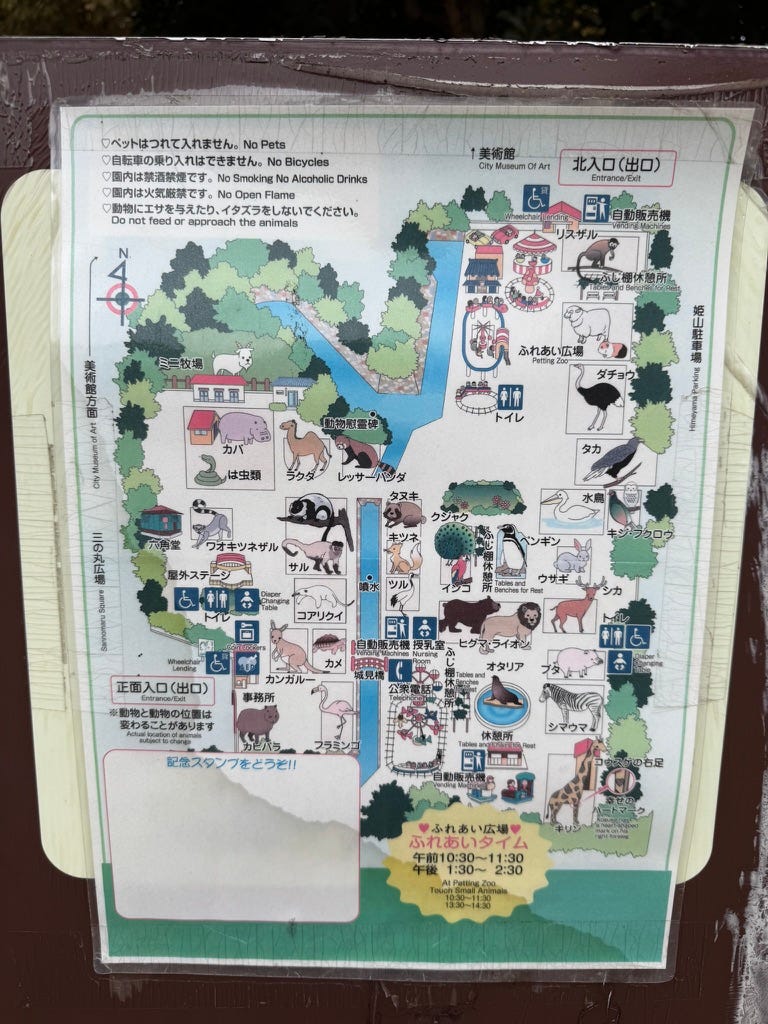 ♡ペットはつれて入れません。No Pets
♡自転車の乗り入れはできません。No Bicycles
♡園内は禁酒禁煙です。No Smoking No Alcoholic Drinks
♡園内は火気厳禁です。No Open Flame
♡動物にエサを与えたり、イタズラをしないでください。
Do not feed or approach the animals
↑美術館
City Museum Of Art
北入口(出口)
Entrance/Exit
Wheelchair Lending
自動販売機
Vending Machines
リスザル
ふじ棚休憩所
Tables and Benches for Rest
N
姫山駐車場
Himeyama parking
ミニ牧場
ふれあい広場
Petting Zoo
美術館方面
City Museum of Art
ダチョウ
トイレ
動物慰霊碑
カバ
は虫類
ラクダ
レッサーパンダ
タカ
タヌキ
クジャク
水鳥
キジ・フクロウ
六角堂
ワオキツネザル
サル
キツネ
インコ
ふじ棚休憩所
ペンギン
Tables and Benches for Rest
ウサギ
三の丸広場
Sannomaru Square
屋外ステージ
噴水
ツル
シカ
トイレ
Diaper Changing Table
コアリクイ
自動販売機
Vending Machines
授乳室
Nursing Room
ヒグマ・ライオン
トイレ
Diaper Changing Table
Coin Lockers
Wheelchair Lending
カンガルー
カメ
城見橋
公衆電話
Telephone
ふじ棚休憩所
Tables and Benches for Rest
オタリア
ブタ
正面入口(出口)
Entrance/Exit
※動物と動物の位置は
変わることがあります
Actual location of animals
subject to change
事務所
カピバラ
フラミンゴ
休憩所
Tables and Chairs for Rest
シマウマ
自動販売機
Vending Machines
キリン
コウスケの右足
幸せの
ハートマーク
記念スタンプをどうぞ!!
♥ふれあい広場♥
ふれあいタイム
午前10:30〜11:30
午後 1:30〜 2:30
At Petting Zoo
Touch Small Animals
10:30〜11:30
13:30〜14:30